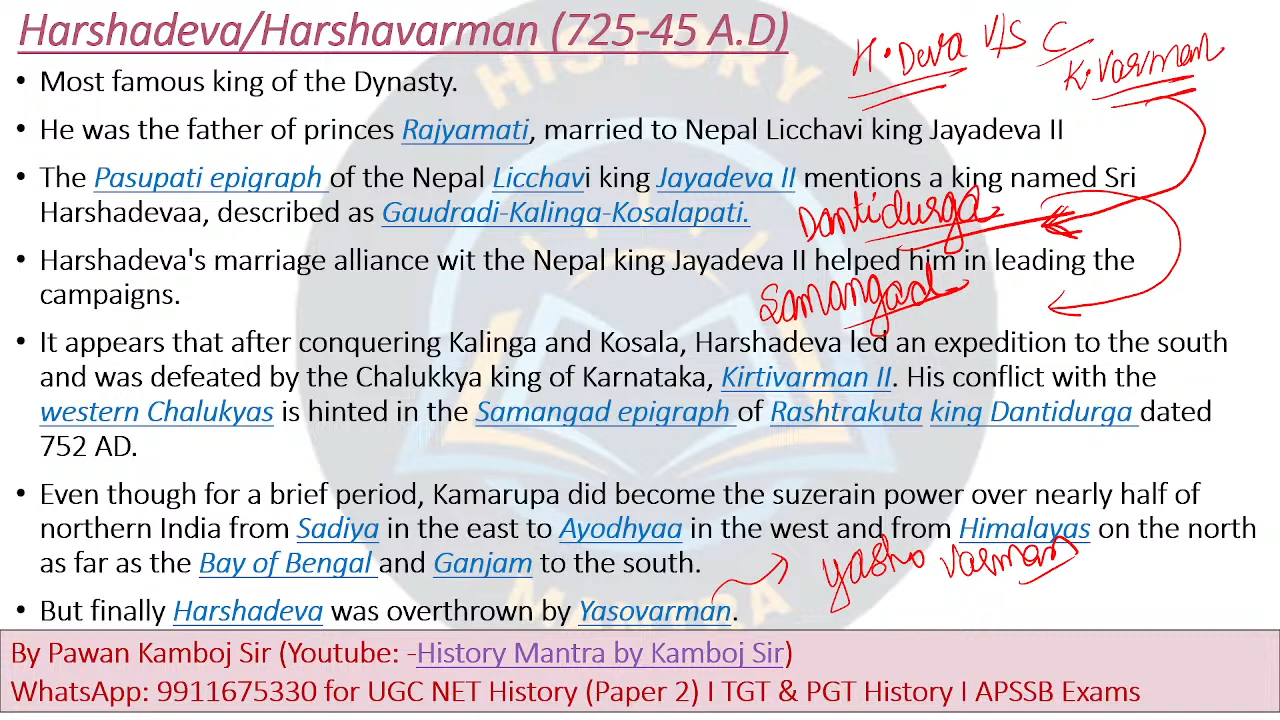 Harshadeva/Harshavarman (725-45 A.D)
H. Deva V/S C
K. Varman
• Most famous king of the Dynasty.
• He was the father of princes Rajyamati, married to Nepal Licchavi king Jayadeva II
• The Pasupati epigraph of the Nepal Licchavi king Jayadeva II mentions a king named Sri
Harshadevaa, described as Gaudradi-Kalinga-Kosalapati.
Dantidurga
• Harshadeva's marriage alliance wit the Nepal king Jayadeva II helped him in leading the
campaigns.
Samangad
• It appears that after conquering Kalinga and Kosala, Harshadeva led an expedition to the south
and was defeated by the Chalukkya king of Karnataka, Kirtivarman II. His conflict with the
western Chalukyas is hinted in the Samangad epigraph of Rashtrakuta king Dantidurga dated
752 AD.
• Even though for a brief period, Kamarupa did become the suzerain power over nearly half of
northern India from Sadiya in the east to Ayodhyaa in the west and from Himalayas on the north
as far as the Bay of Bengal and Ganjam to the south.
Yasho Varman
• But finally Harshadeva was overthrown by Yasovarman.
HISTORY
MANTRA
By Pawan Kamboj Sir (Youtube: -History Mantra by Kamboj Sir)
WhatsApp: 9911675330 for UGC NET History (Paper 2) I TGT & PGT History I APSSB Exams